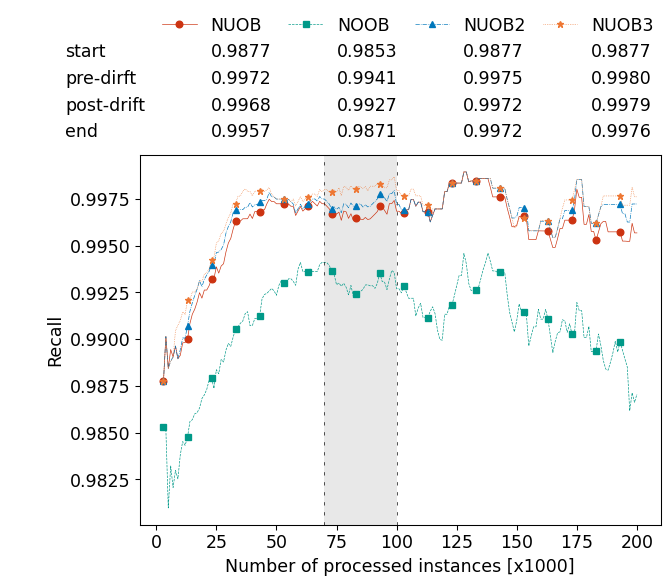 NUOB NOOB NUOB2 NUOB3
start 0.9877 0.9853 0.9877 0.9877
pre-dirft 0.9972 0.9941 0.9975 0.9980
post-drift 0.9968 0.9927 0.9972 0.9979
end 0.9957 0.9871 0.9972 0.9976
0.9975
0.9950
0.9925
0.9900
0.9875
0.9850
0.9825
Recall
0 25 50 75 100 125 150 175 200
Number of processed instances [x1000]